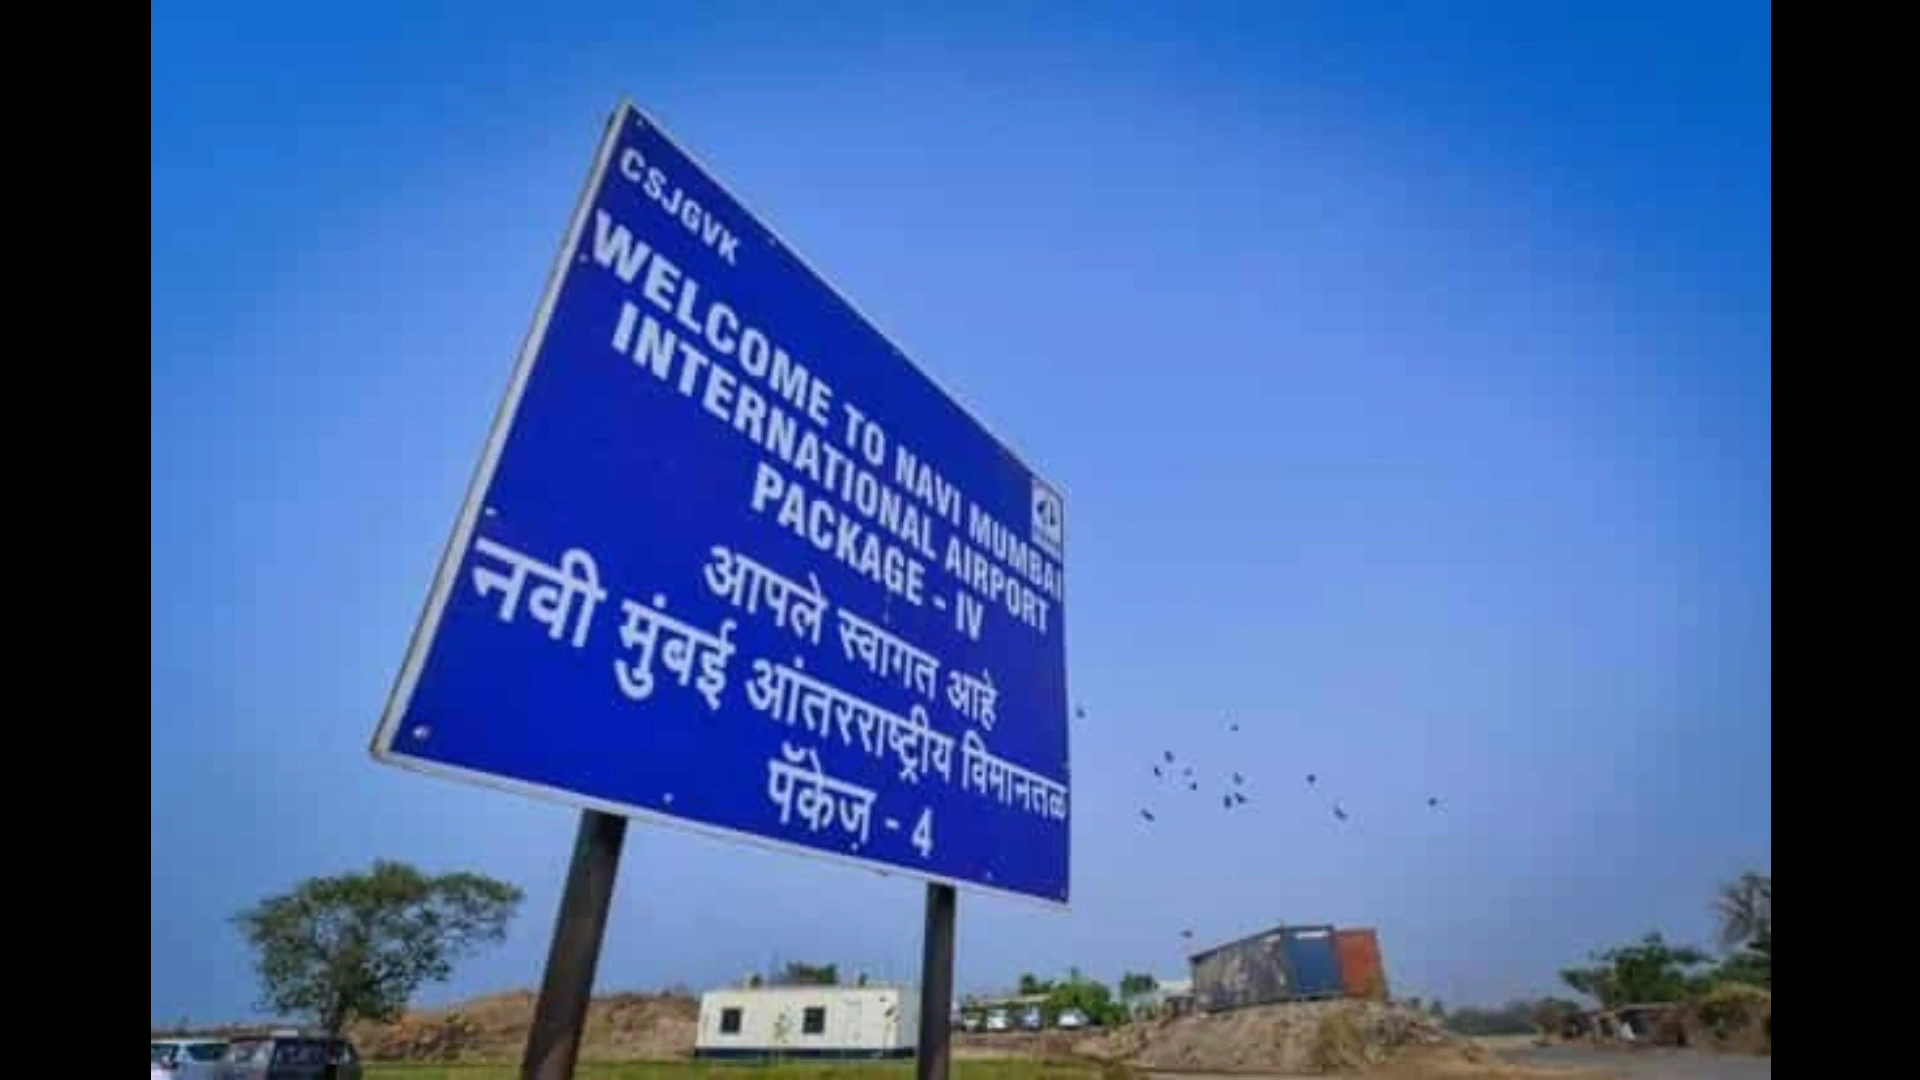 CSJGVK
WELCOME TO NAVI MUMBAI
INTERNATIONAL AIRPORT
PACKAGE - IV
आपले स्वागत आहे
नवी मुंबई आंतरराष्ट्रीय विमानतळ
पॅकेज - 4